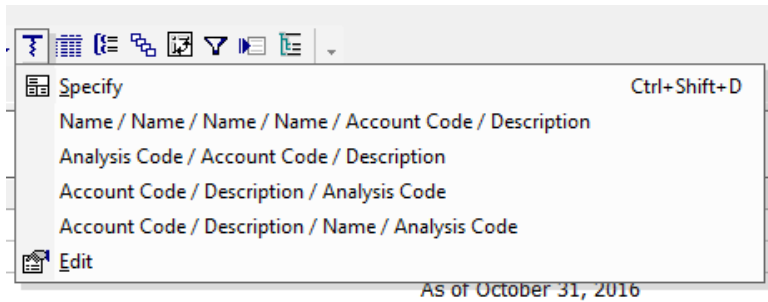 Specify Ctrl+Shift+D
Name / Name / Name / Name / Account Code / Description
Analysis Code / Account Code / Description
Account Code / Description / Analysis Code
Account Code / Description / Name / Analysis Code
Edit
As of October 31, 2016